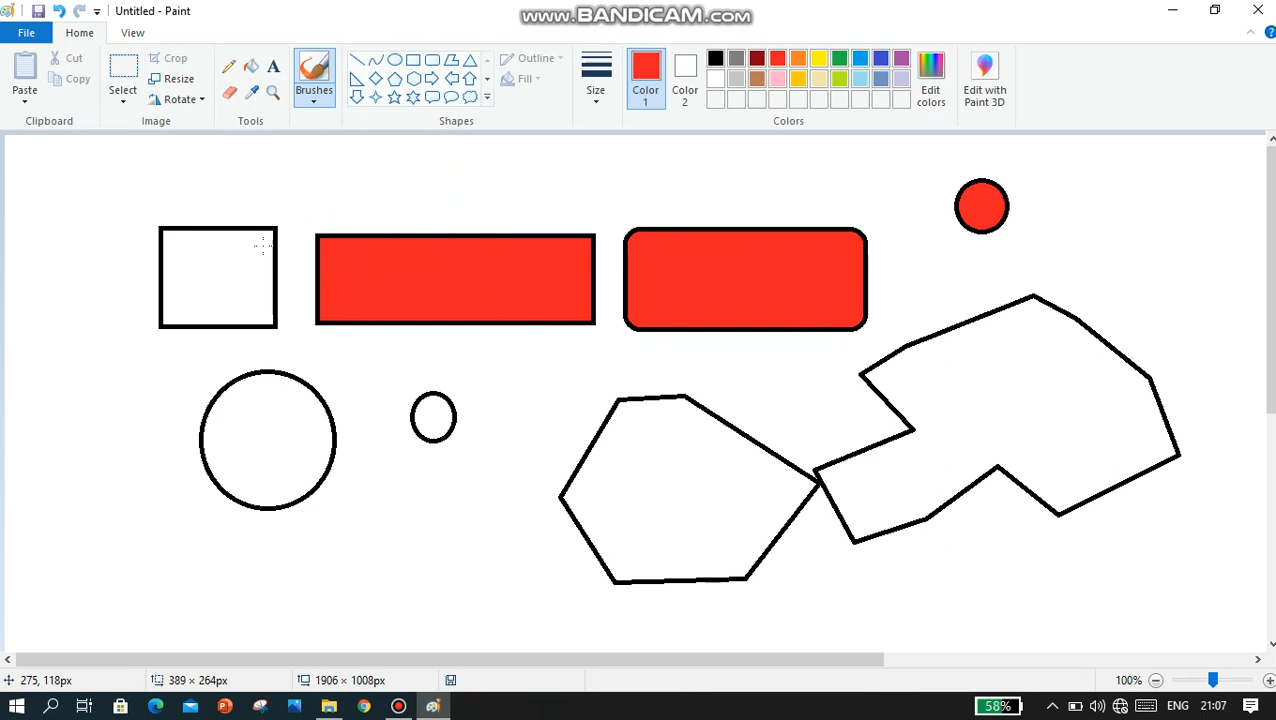 Untitled - Paint
www.BANDICAM.com
File
Home
View
Paste
Cut
Copy
Clipboard
Select
Crop
Resize
Rotate
Image
A
Tools
Brushes
Outline
Fill
Shapes
Size
Color
1
Color
2
Edit
colors
Colors
Edit with
Paint 3D
275, 118px
389 × 264px
1906 × 1008px
100%
58%
ENG
21:07